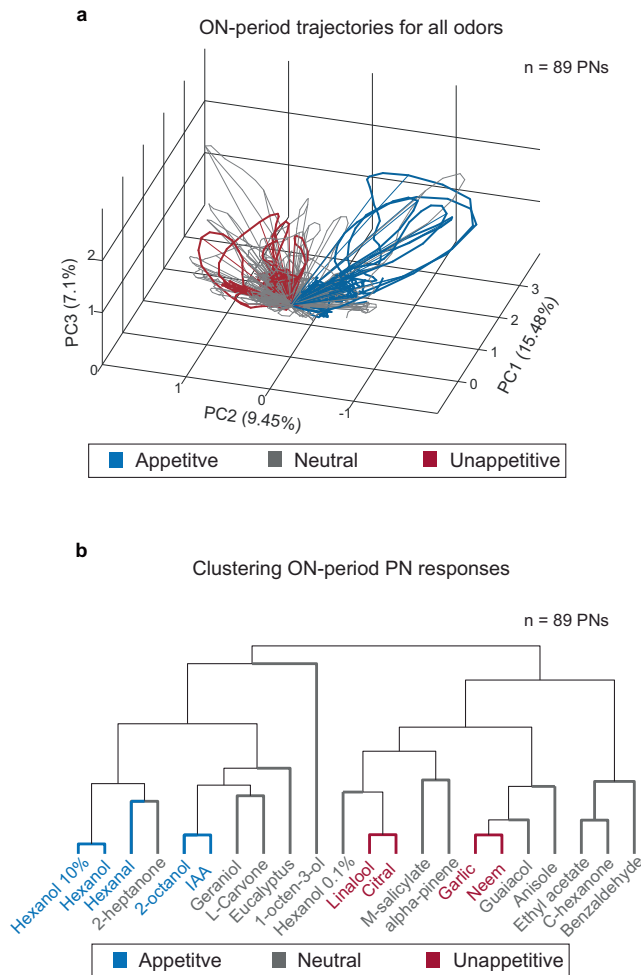 a
ON-period trajectories for all odors
n = 89 PNs
PC3 (7.1%)
2
1
0
1
0
-1
PC2 (9.45%)
3
2
1
0
PC1 (15.48%)
Appetitve
Neutral
Unappetitive
b
Clustering ON-period PN responses
n = 89 PNs
Hexanol 10%
Hexanol
Hexanal
2-heptanone
2-octanol
IAA
Geraniol
L-Carvone
Eucalyptus
1-octen-3-ol
Hexanol 0.1%
Linalool
Citral
M-salicylate
alpha-pinene
Garlic
Neem
Guaiacol
Anisole
Ethyl acetate
C-hexanone
Benzaldehyde
Appetitive
Neutral
Unappetitive